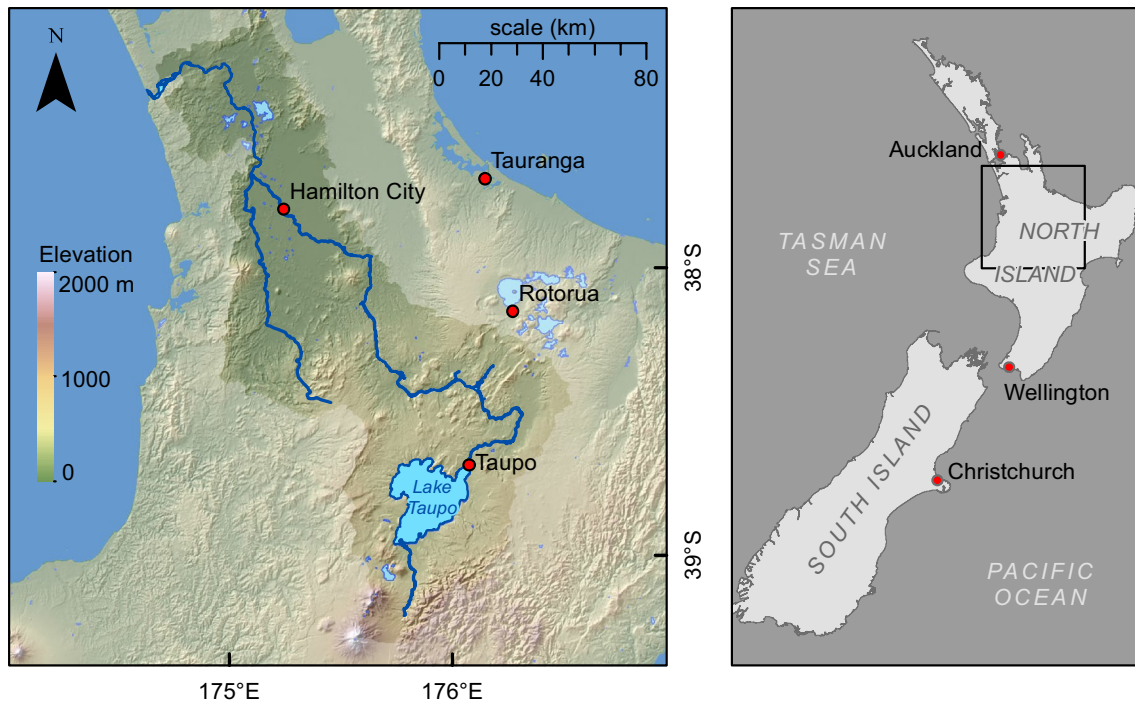 N
scale (km)
0 20 40 60 80
Tauranga
Hamilton City
Elevation
2000 m
1000
0
38°S
Rotorua
Taupo
Lake
Taupo
39°S
175°E
176°E
Auckland
TASMAN
SEA
NORTH
ISLAND
Wellington
Christchurch
SOUTH ISLAND
PACIFIC
OCEAN